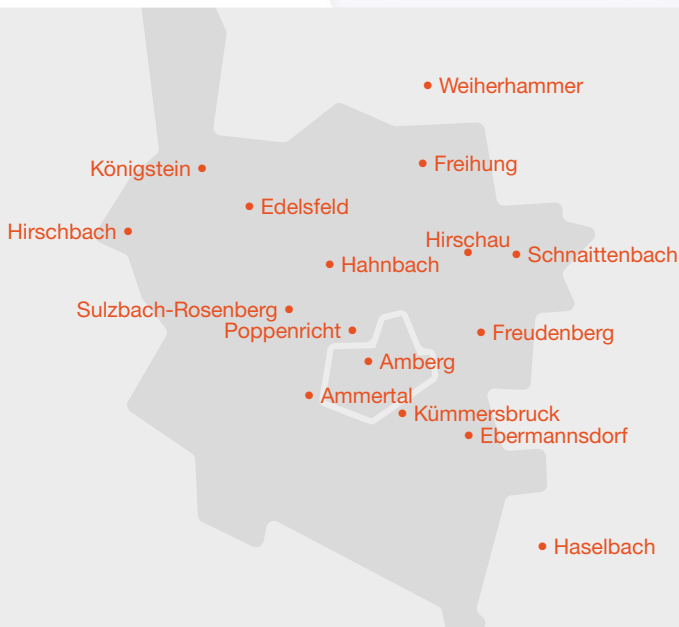 Weiherhammer
Freihung
Königstein
Edelsfeld
Hirschbach
Hirschau
Schnaittenbach
Hahnbach
Sulzbach-Rosenberg
Poppenricht
Freudenberg
Amberg
Ammertal
Kümmersbruck
Ebermannsdorf
Haselbach